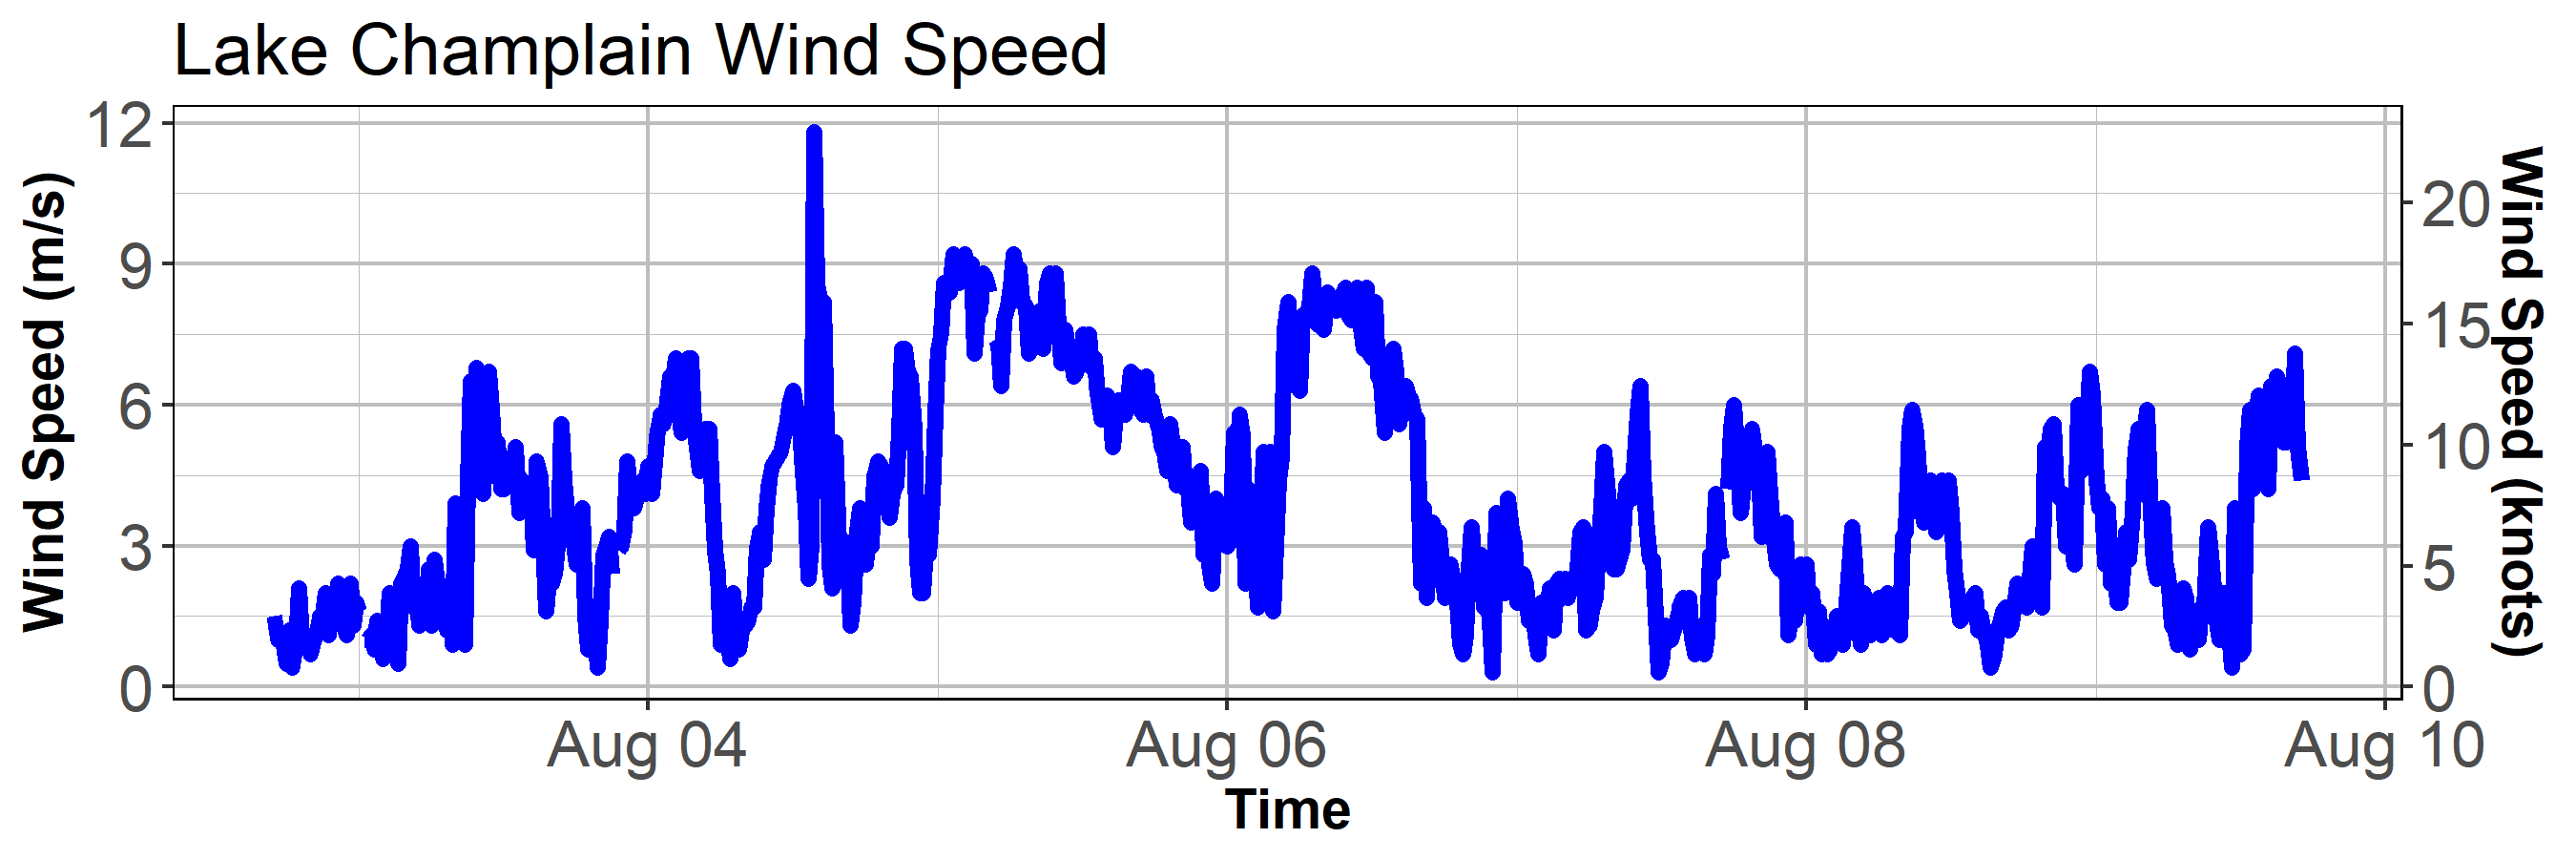 Lake Champlain Wind Speed
12
9
6
3
0
Wind Speed (m/s)
20
15
10
5
0
Wind Speed (knots)
Aug 04
Aug 06
Aug 08
Aug 10
Time